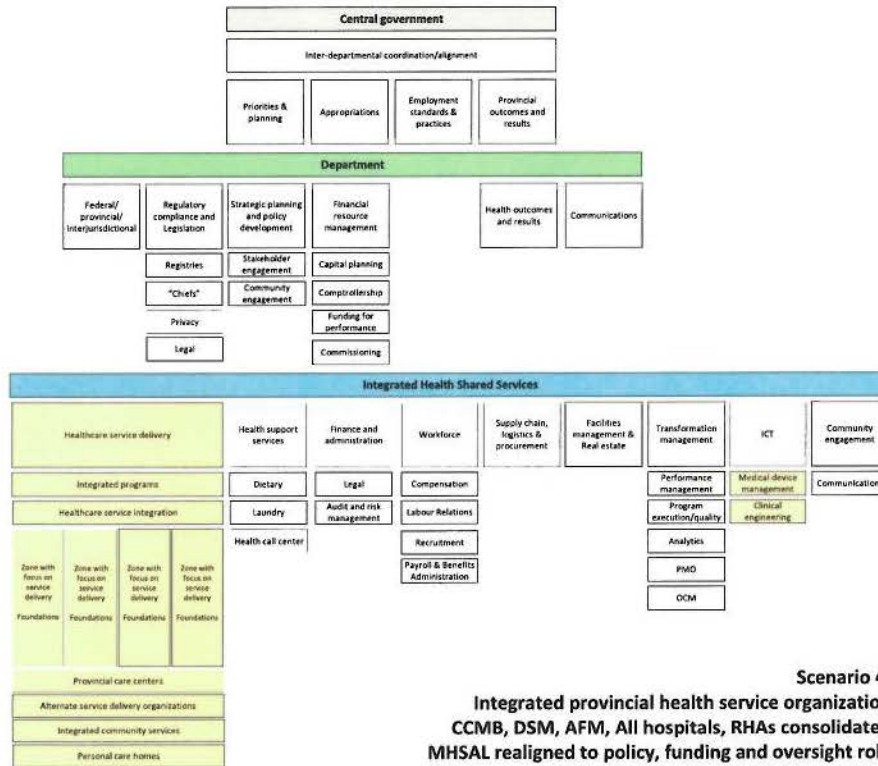 Central government
Inter-departmental coordination/alignment
Priorities &
planning
Appropriations
Employment
standards &
practices
Provincial
outcomes and
results
Department
Federal/
provincial/
Interjurisdictional
Regulatory
compliance and
Legislation
Strategic planning
and policy
development
Financial
resource
management
Health outcomes
and results
Communications
Registries
Stakeholder
engagement
Capital planning
"Chiefs"
Community
engagement
Comptrollership
Privacy
Funding for
performance
Legal
Commissioning
Integrated Health Shared Services
Healthcare service delivery
Health support
services
Finance and
administration
Workforce
Supply chain,
logistics &
procurement
Facilities
management &
Real estate
Transformation
management
ICT
Community
engagement
Integrated programs
Dietary
Legal
Compensation
Performance
management
Medical device
management
Communication
Healthcare service integration
Laundry
Audit and risk
management
Labour Relations
Program
execution/quality
Clinical
engineering
Health call center
Recruitment
Analytics
Payroll & Benefits
Administration
PMO
OCM
Zone with
focus on
service
delivery
Foundations
Zone with
focus on
service
delivery
Foundations
Zone with
focus on
service
delivery
Foundations
Zone with
focus on
service
delivery
Foundations
Provincial care centers
Alternate service delivery organizations
Integrated community services
Personal care homes
Scenario 4
Integrated provincial health service organizatio
CCMB, DSM, AFM, All hospitals, RHAs consolidate
MHSAL realigned to policy, funding and oversight rol